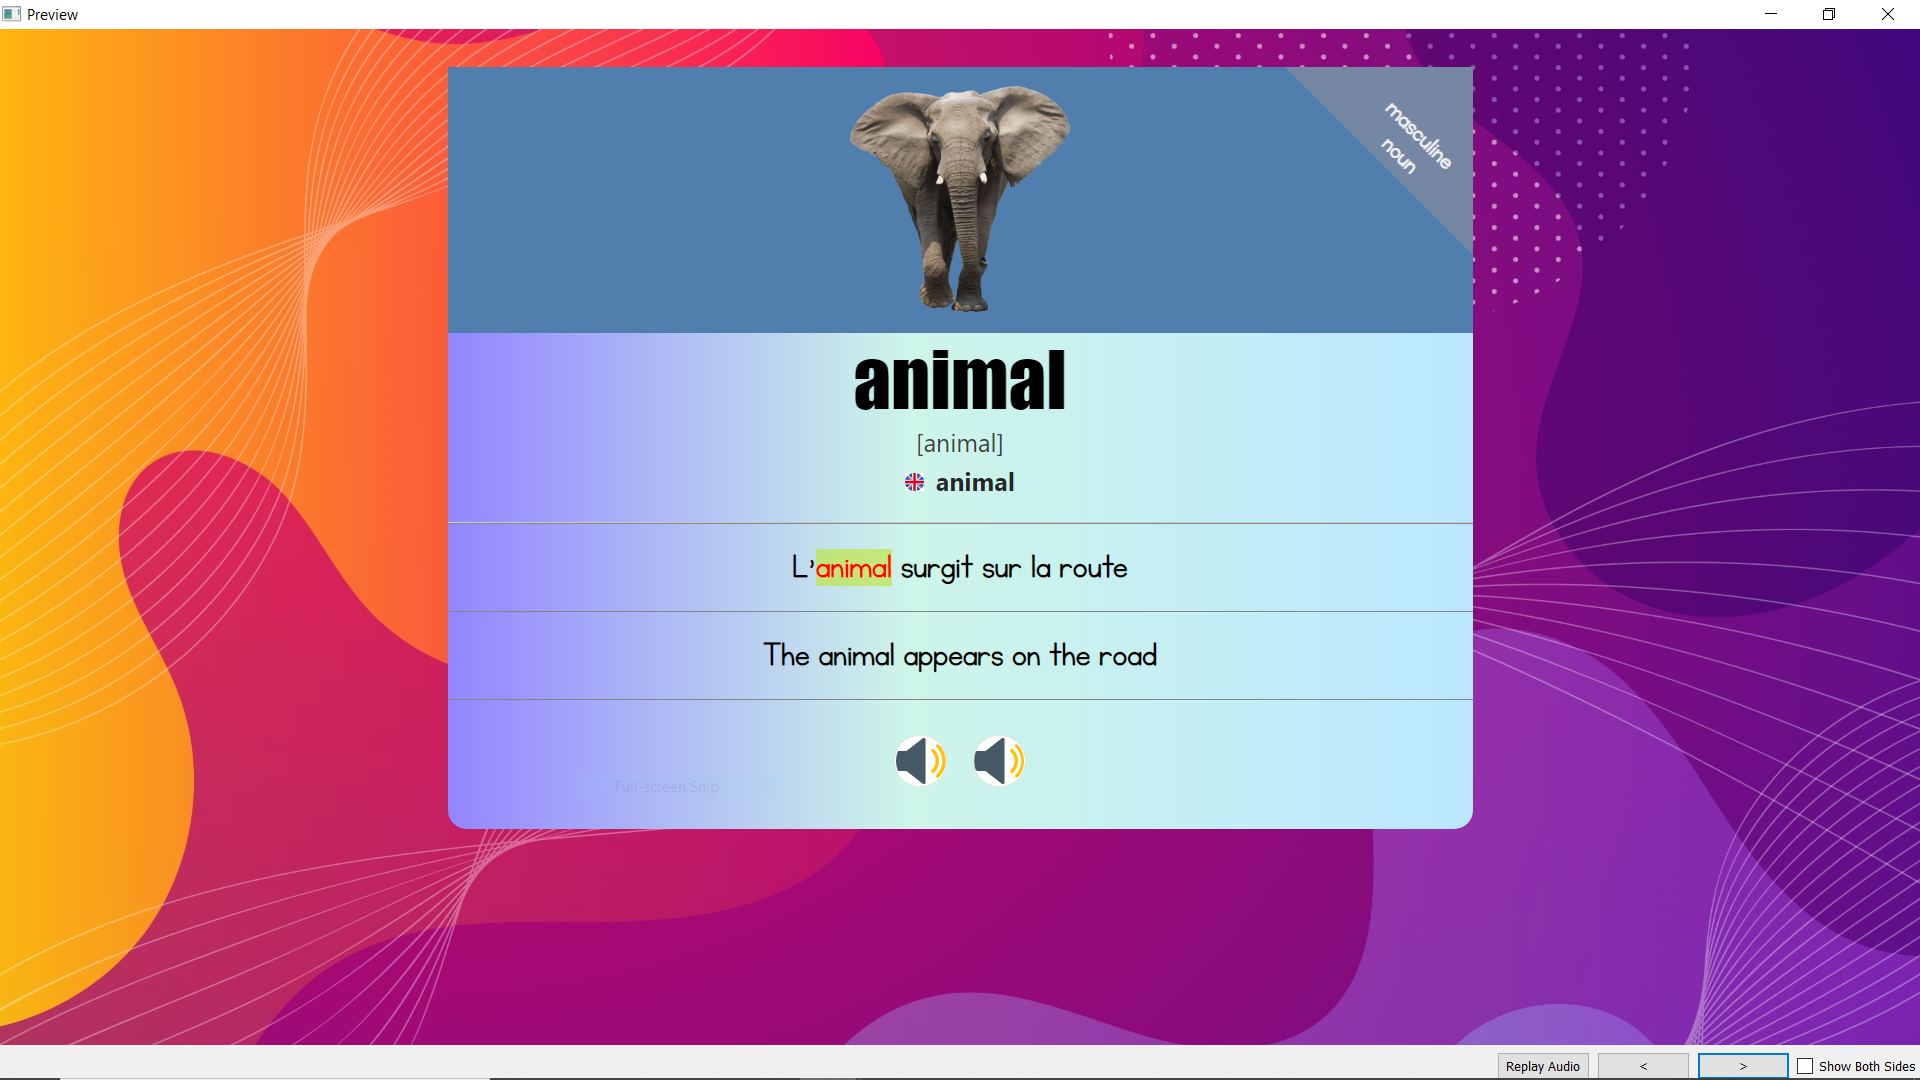 Preview
masculine
noun
animal
[animal]
animal
L'animal surgit sur la route
The animal appears on the road
Full-screen Snip
Replay Audio
<
>
Show Both Sides